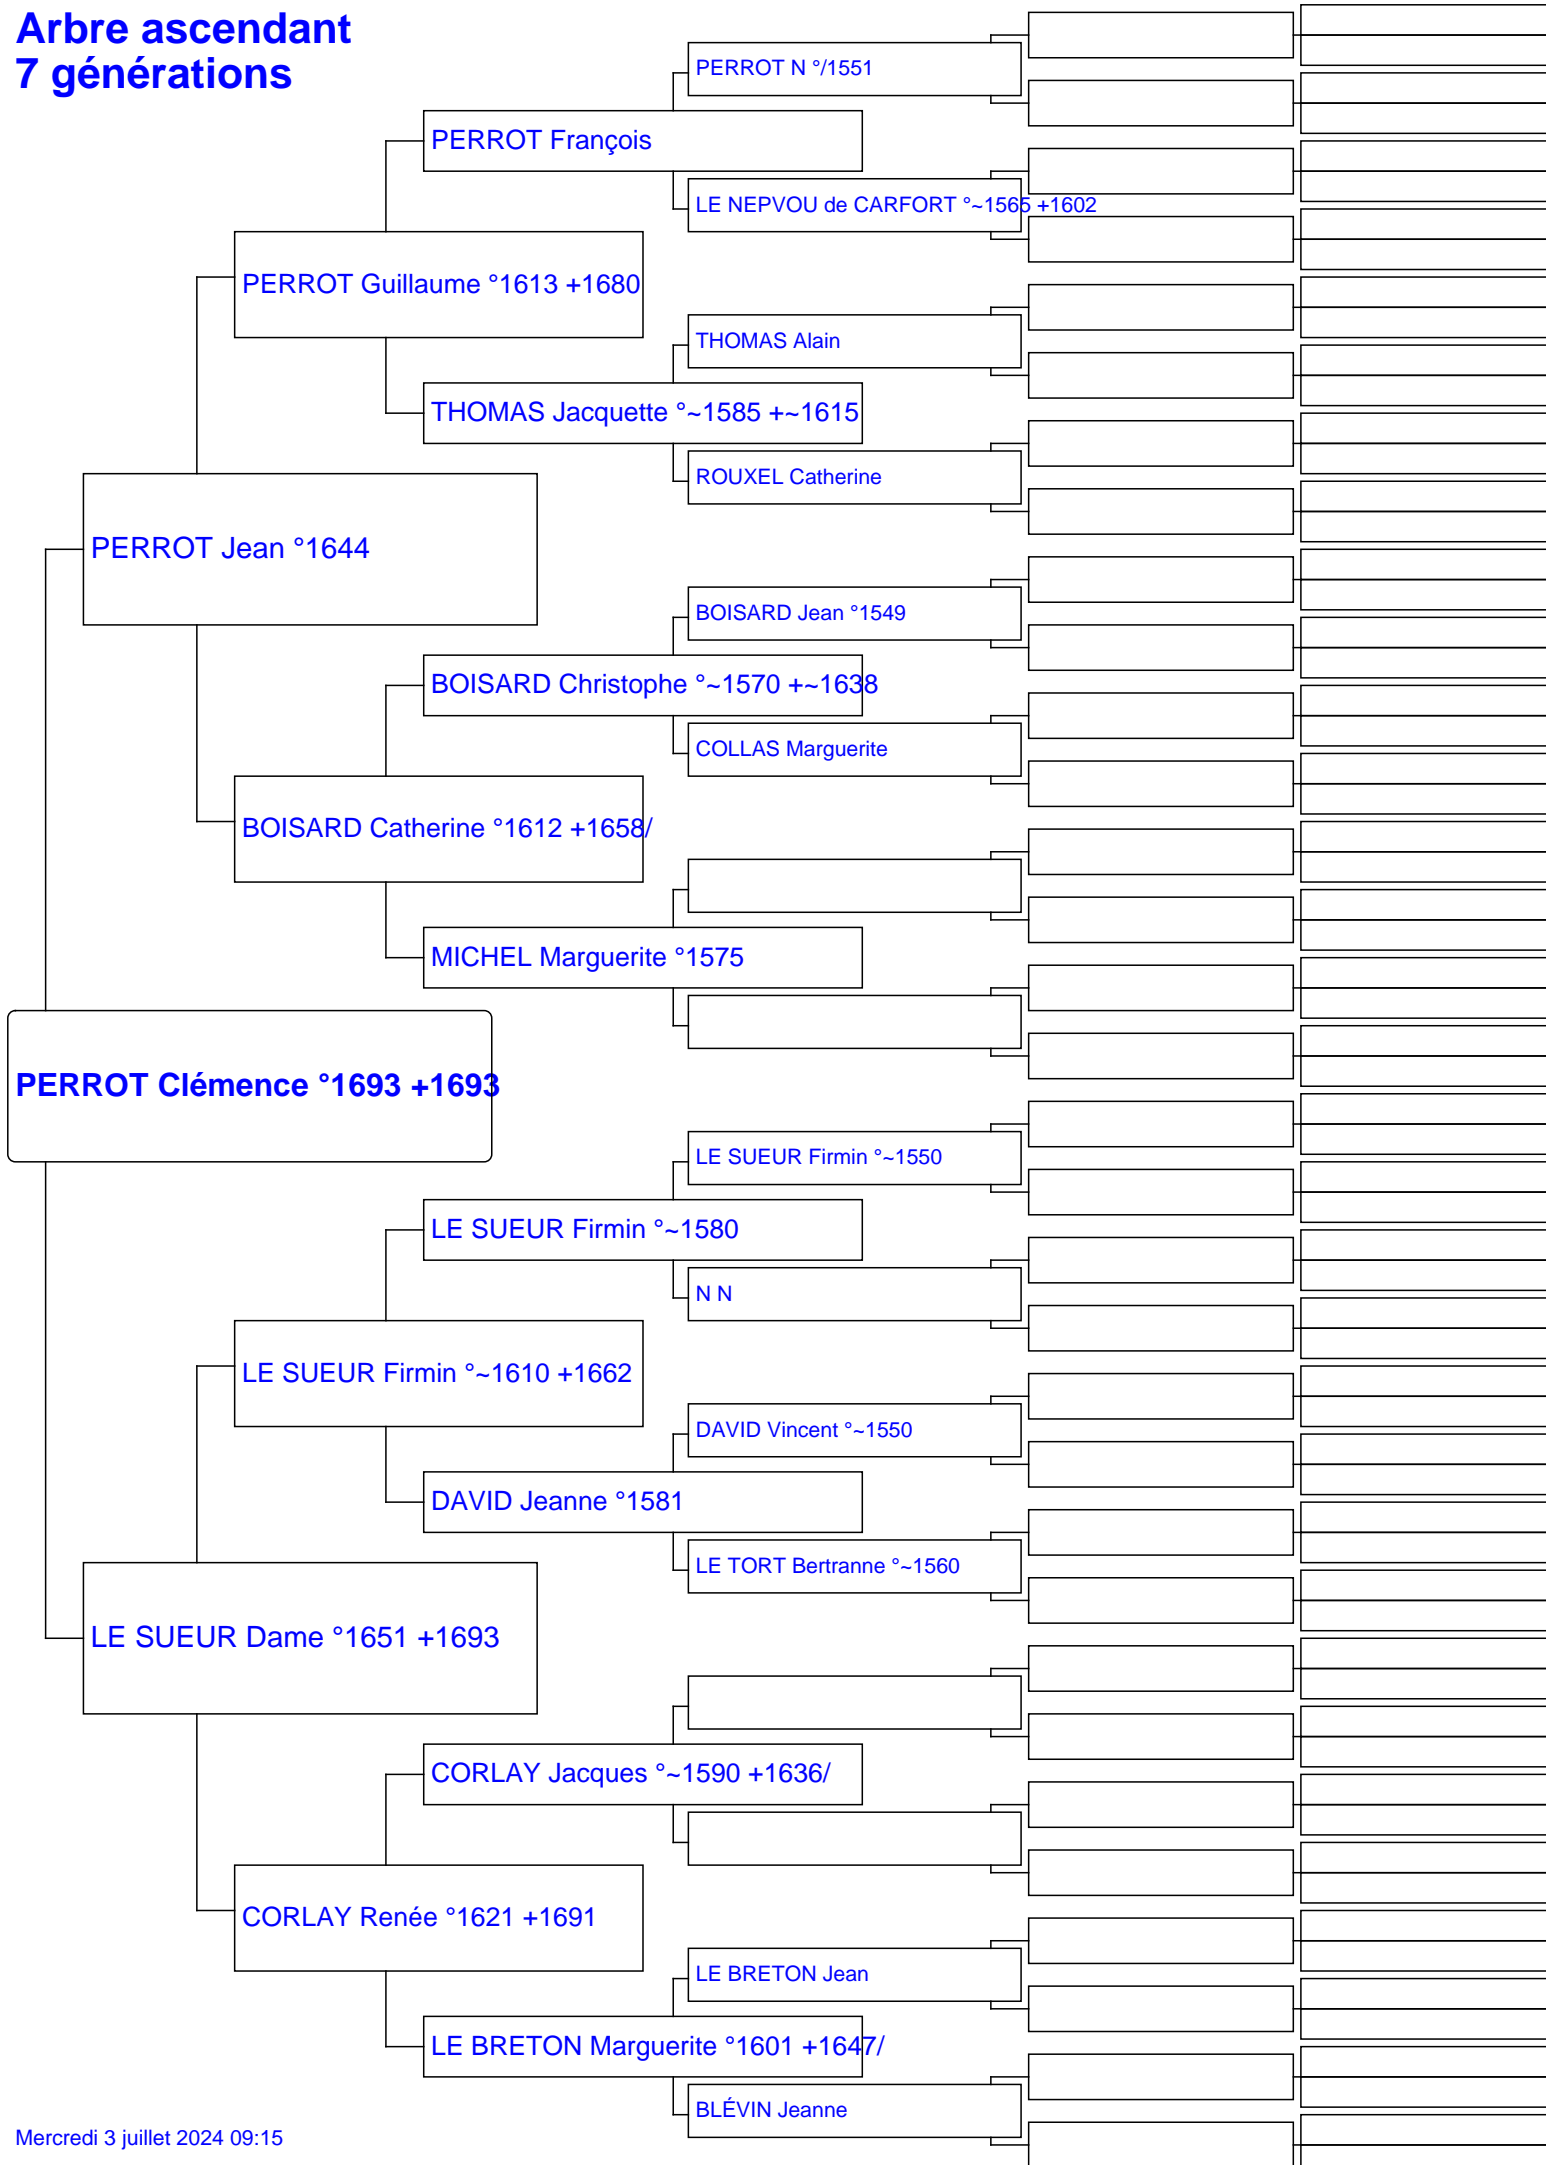 Arbre ascendant
7 générations
PERROT N °/1551
PERROT François
LE NEPVOU de CARFORT °~1565 +1602
PERROT Guillaume °1613 +1680
THOMAS Alain
THOMAS Jacquette °~1585 +~1615
ROUXEL Catherine
PERROT Jean °1644
BOISARD Jean °1549
BOISARD Christophe °~1570 +~1638
COLLAS Marguerite
BOISARD Catherine °1612 +1658/
MICHEL Marguerite °1575
PERROT Clémence °1693 +1693
LE SUEUR Firmin °~1550
LE SUEUR Firmin °~1580
N N
LE SUEUR Firmin °~1610 +1662
DAVID Vincent °~1550
DAVID Jeanne °1581
LE TORT Bertranne °~1560
LE SUEUR Dame °1651 +1693
CORLAY Jacques °~1590 +1636/
CORLAY Renée °1621 +1691
LE BRETON Jean
LE BRETON Marguerite °1601 +1647/
BLÉVIN Jeanne
Mercredi 3 juillet 2024 09:15